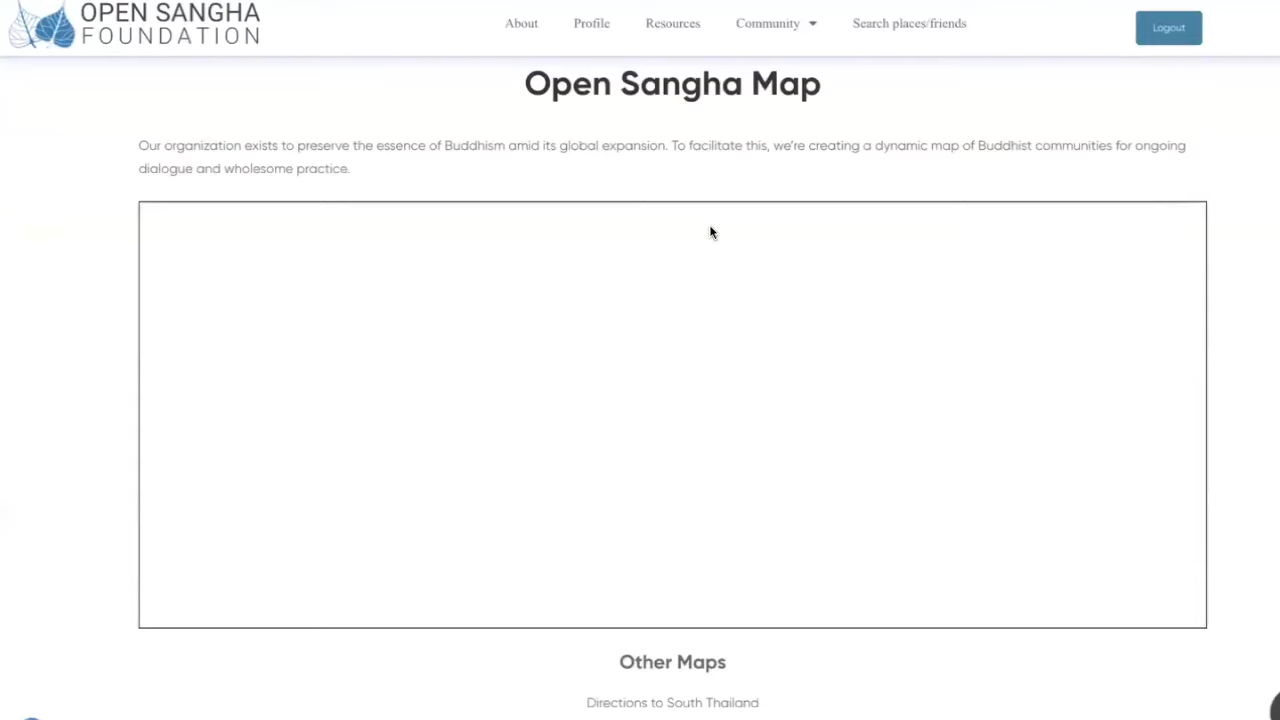 OPEN SANGHA
FOUNDATION
About Profile Resources Community Search places/friends
Logout
Open Sangha Map
Our organization exists to preserve the essence of Buddhism amid its global expansion. To facilitate this, we're creating a dynamic map of Buddhist communities for ongoing
dialogue and wholesome practice.
Other Maps
Directions to South Thailand